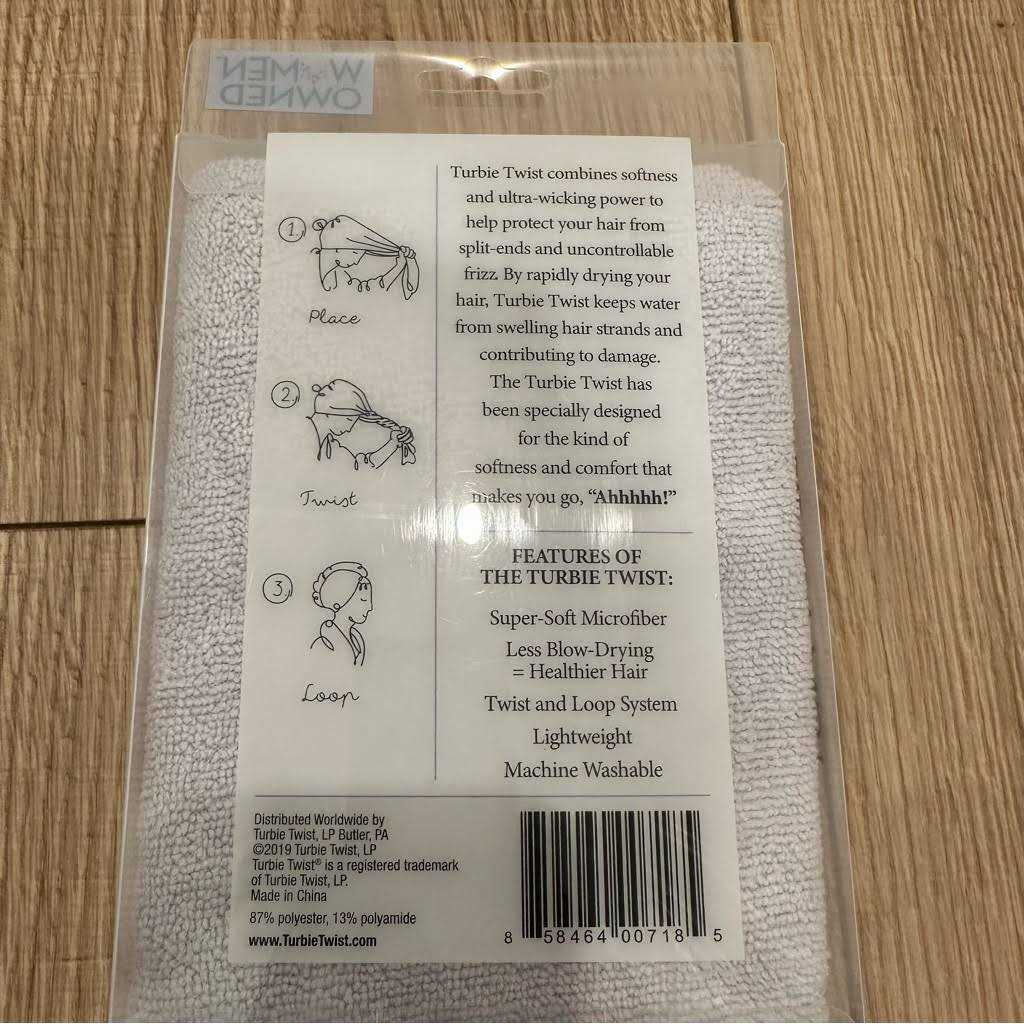 WOMEN
OWNED
1.
Place
2.
Twist
3.
Loop
Turbie Twist combines softness
and ultra-wicking power to
help protect your hair from
split-ends and uncontrollable
frizz. By rapidly drying your
hair, Turbie Twist keeps water
from swelling hair strands and
contributing to damage.
The Turbie Twist has
been specially designed
for the kind of
softness and comfort that
makes you go, “Ahhhhh!”
FEATURES OF
THE TURBIE TWIST:
Super-Soft Microfiber
Less Blow-Drying
= Healthier Hair
Twist and Loop System
Lightweight
Machine Washable
Distributed Worldwide by
Turbie Twist, LP Butler, PA
©2019 Turbie Twist, LP
Turbie Twist® is a registered trademark
of Turbie Twist, LP.
Made in China
87% polyester, 13% polyamide
www.TurbieTwist.com
8 58464 00718 5